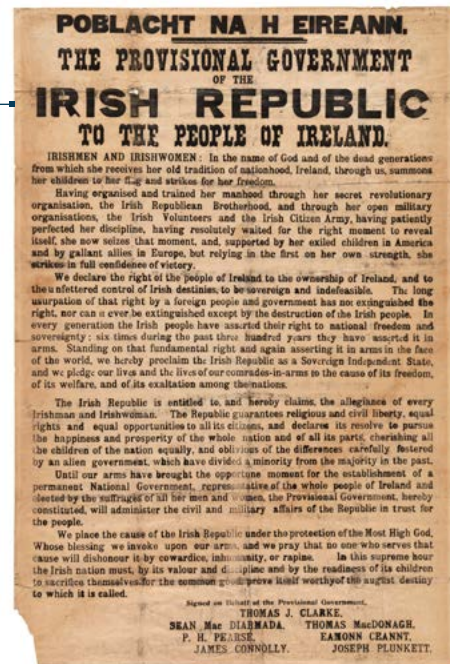 POBLACHT NA H EIREANN.
THE PROVISIONAL GOVERNMENT
OF THE
IRISH REPUBLIC
TO THE PEOPLE OF IRELAND.
IRISHMEN AND IRISHWOMEN: In the name of God and of the dead generations
from which she receives her old tradition of nationhood, Ireland, through us, summons
her children to her flag and strikes for her freedom.
Having organised and trained her manhood through her secret revolutionary
organisation, the Irish Republican Brotherhood, and through her open military
organisations, the Irish Volunteers and the Irish Citizen Army, having patiently
perfected her discipline, having resolutely waited for the right moment to reveal
itself, she now seizes that moment, and, supported by her exiled children in America
and by gallant allies in Europe, but relying in the first on her own strength, she
strikes in full confidence of victory.
We declare the right of the people of Ireland to the ownership of Ireland, and to
the unfettered control of Irish destinies, to be sovereign and indefeasible. The long
usurpation of that right by a foreign people and government has not extinguished the
right, nor can it ever be extinguished except by the destruction of the Irish people. In
every generation the Irish people have asserted their right to national freedom and
sovereignty; six times during the past three hundred years they have asserted it in
arms. Standing on that fundamental right and again asserting it in arms in the face
of the world, we hereby proclaim the Irish Republic as a Sovereign Independent State,
and we pledge our lives and the lives of our comrades-in-arms to the cause of its freedom,
of its welfare, and of its exaltation among the nations.
The Irish Republic is entitled to, and hereby claims, the allegiance of every
Irishman and Irishwoman. The Republic guarantees religious and civil liberty, equal
rights and equal opportunities to all its citizens, and declares its resolve to pursue
the happiness and prosperity of the whole nation and of all its parts, cherishing all
the children of the nation equally, and oblivious of the differences carefully fostered
by an alien government, which have divided a minority from the majority in the past.
Until our arms have brought the opportune moment for the establishment of a
permanent National Government, representative of the whole people of Ireland and
elected by the suffrages of all her men and women, the Provisional Government, hereby
constituted, will administer the civil and military affairs of the Republic in trust for
the people.
We place the cause of the Irish Republic under the protection of the Most High God,
Whose blessing we invoke upon our arms, and we pray that no one who serves that
cause will dishonour it by cowardice, inhumanity, or rapine. In this supreme hour
the Irish nation must, by its valour and discipline and by the readiness of its children
to sacrifice themselves for the common good, prove itself worthy of the august destiny
to which it is called.
Signed on Behalf of the Provisional Government,
THOMAS J. CLARKE,
SEAN Mac DIARMADA, THOMAS MacDONAGH,
P. H. PEARSE, EAMONN CEANNT,
JAMES CONNOLLY, JOSEPH PLUNKETT.